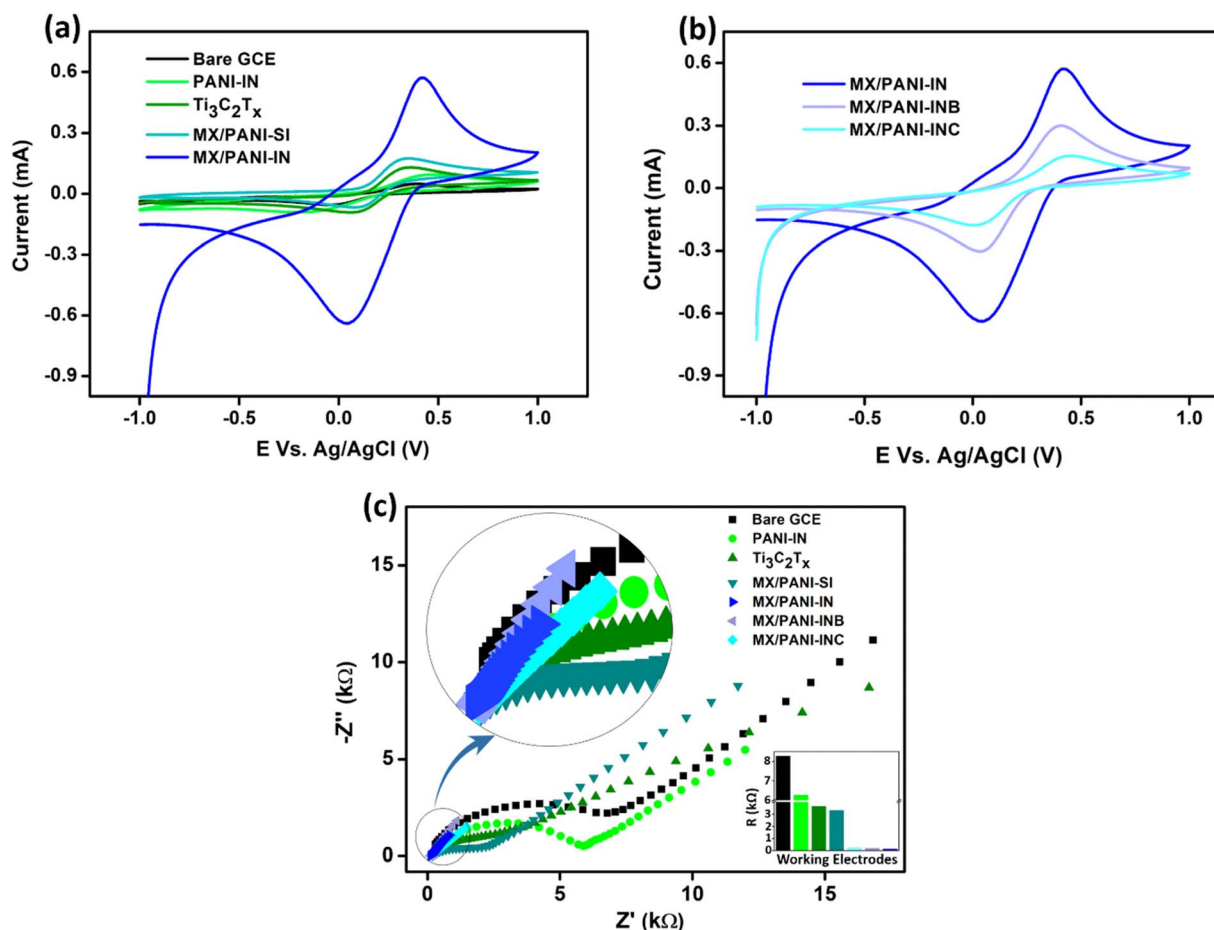 (a)
Bare GCE
PANI-IN
Ti3C2Tx
MX/PANI-SI
MX/PANI-IN
0.6
0.3
0.0
-0.3
-0.6
-0.9
Current (mA)
-1.0 -0.5 0.0 0.5 1.0
E Vs. Ag/AgCl (V)
(b)
MX/PANI-IN
MX/PANI-INB
MX/PANI-INC
0.6
0.3
0.0
-0.3
-0.6
-0.9
Current (mA)
-1.0 -0.5 0.0 0.5 1.0
E Vs. Ag/AgCl (V)
(c)
Bare GCE
PANI-IN
Ti3C2Tx
MX/PANI-SI
MX/PANI-IN
MX/PANI-INB
MX/PANI-INC
15
10
5
0
-Z'' (kΩ)
0 5 10 15
Z' (kΩ)
8
7
6
3
2
1
0
R (kΩ)
Working Electrodes